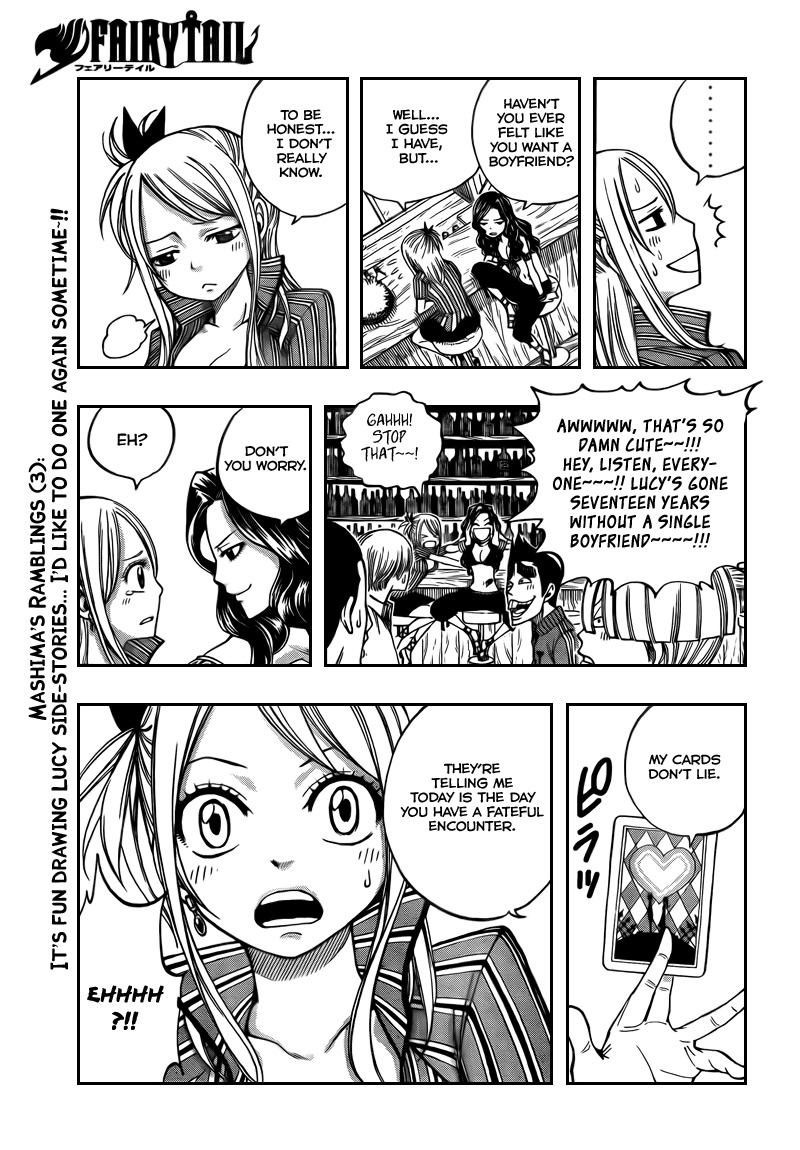 FAIRY TAIL
フェアリーテイル
..........
HAVEN'T
YOU EVER
FELT LIKE
YOU WANT A
BOYFRIEND?
WELL...
I GUESS
I HAVE,
BUT...
TO BE
HONEST...
I DON'T
REALLY
KNOW.
AWWWWW, THAT'S SO
DAMN CUTE~~!!!
HEY, LISTEN, EVERY-
ONE~~~!! LUCY'S GONE
SEVENTEEN YEARS
WITHOUT A SINGLE
BOYFRIEND~~~~!!!
GAHHH!
STOP
THAT~~!
DON'T
YOU WORRY.
EH?
MY CARDS
DON'T LIE.
ピラッ
THEY'RE
TELLING ME
TODAY IS THE DAY
YOU HAVE A FATEFUL
ENCOUNTER.
EHHHH
?!!
MASHIMA'S RAMBLINGS (3):
IT'S FUN DRAWING LUCY SIDE-STORIES... I'D LIKE TO DO ONE AGAIN SOMETIME~!!